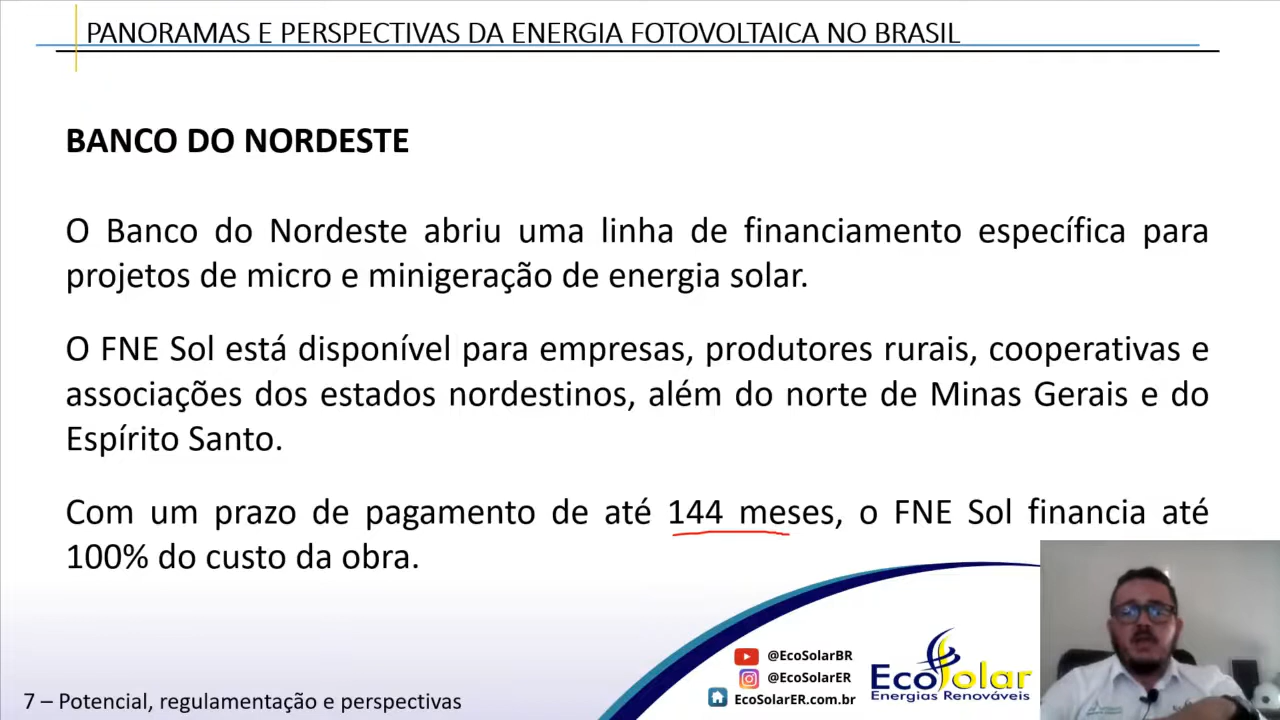 PANORAMAS E PERSPECTIVAS DA ENERGIA FOTOVOLTAICA NO BRASIL
BANCO DO NORDESTE
O Banco do Nordeste abriu uma linha de financiamento específica para
projetos de micro e minigeração de energia solar.
O FNE Sol está disponível para empresas, produtores rurais, cooperativas e
associações dos estados nordestinos, além do norte de Minas Gerais e do
Espírito Santo.
Com um prazo de pagamento de até 144 meses, o FNE Sol financia até
100% do custo da obra.
@EcoSolarBR
@EcoSolarER
EcoSolarER.com.br
EcoSolar
Energias Renováveis
7 – Potencial, regulamentação e perspectivas